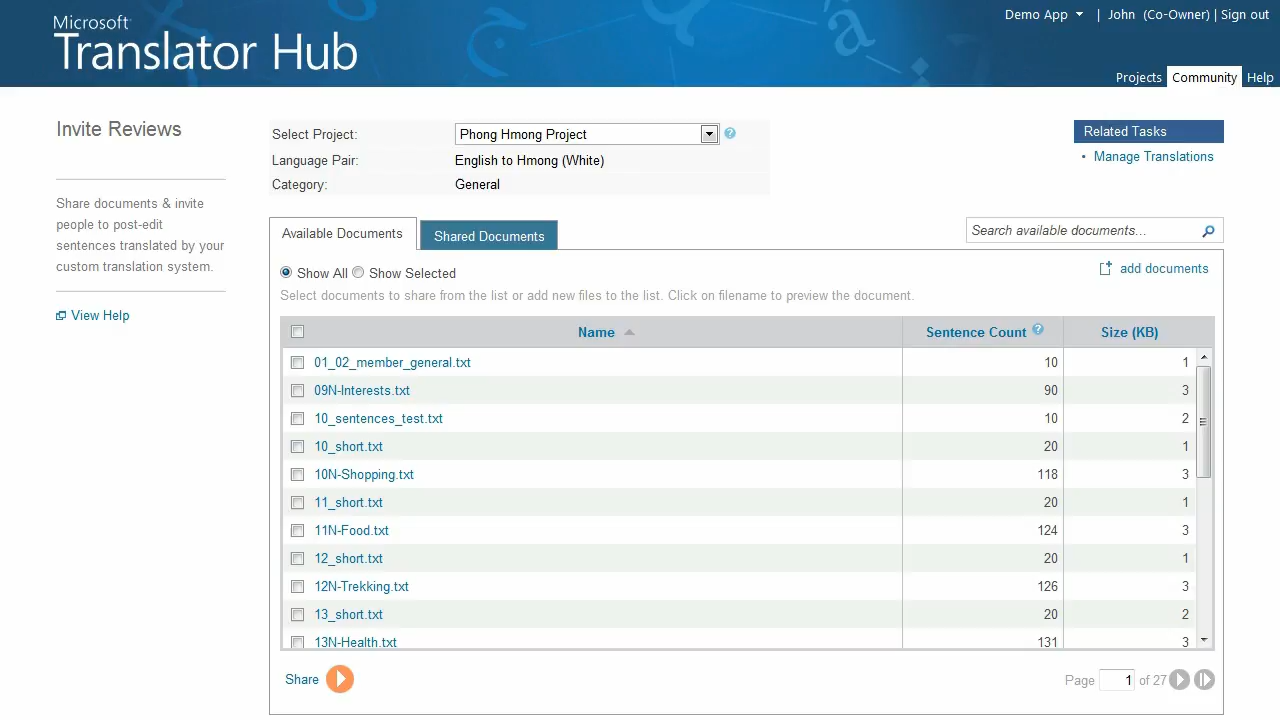 Microsoft
Translator Hub
Demo App | John (Co-Owner) | Sign out
Projects Community Help
Invite Reviews
Share documents & invite
people to post-edit
sentences translated by your
custom translation system.
View Help
Select Project: Phong Hmong Project
Language Pair: English to Hmong (White)
Category: General
Related Tasks
• Manage Translations
Available Documents Shared Documents
Search available documents...
Show All Show Selected
add documents
Select documents to share from the list or add new files to the list. Click on filename to preview the document.
Name Sentence Count ? Size (KB)
01_02_member_general.txt 10 1
09N-Interests.txt 90 3
10_sentences_test.txt 10 2
10_short.txt 20 1
10N-Shopping.txt 118 3
11_short.txt 20 1
11N-Food.txt 124 3
12_short.txt 20 1
12N-Trekking.txt 126 3
13_short.txt 20 2
13N-Health.txt 131 3
Share
Page 1 of 27